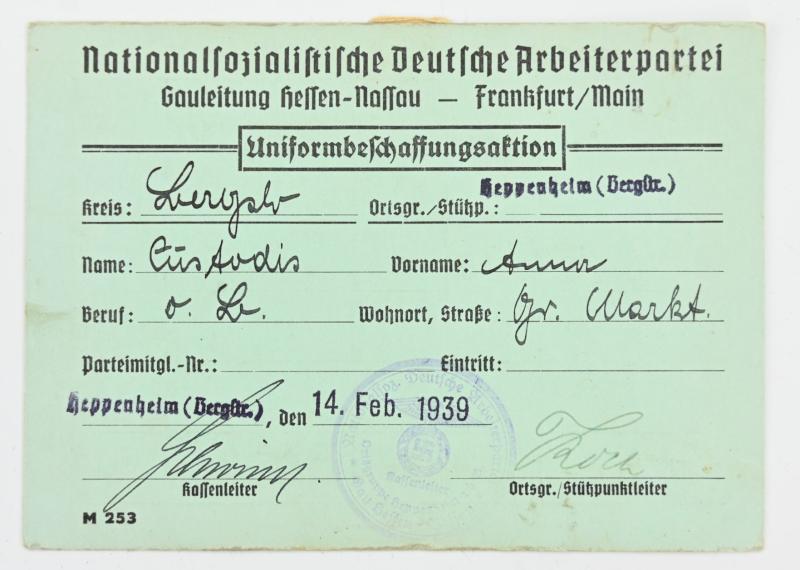 Nationalsozialistische Deutsche Arbeiterpartei
Gauleitung Hessen-Nassau — Frankfurt/Main
Uniformbeschaffungsaktion
Kreis: Bergstr Ortsgr./Stützp.: Heppenheim (Bergstr.)
Name: Custodis Vorname: Anna
Beruf: o. B. Wohnort, Straße: Gr. Markt.
Parteimitgl.-Nr.: Eintritt:
Heppenheim (Bergstr.), den 14. Feb. 1939
Koch
Kassenleiter Ortsgr./Stützpunktleiter
M 253